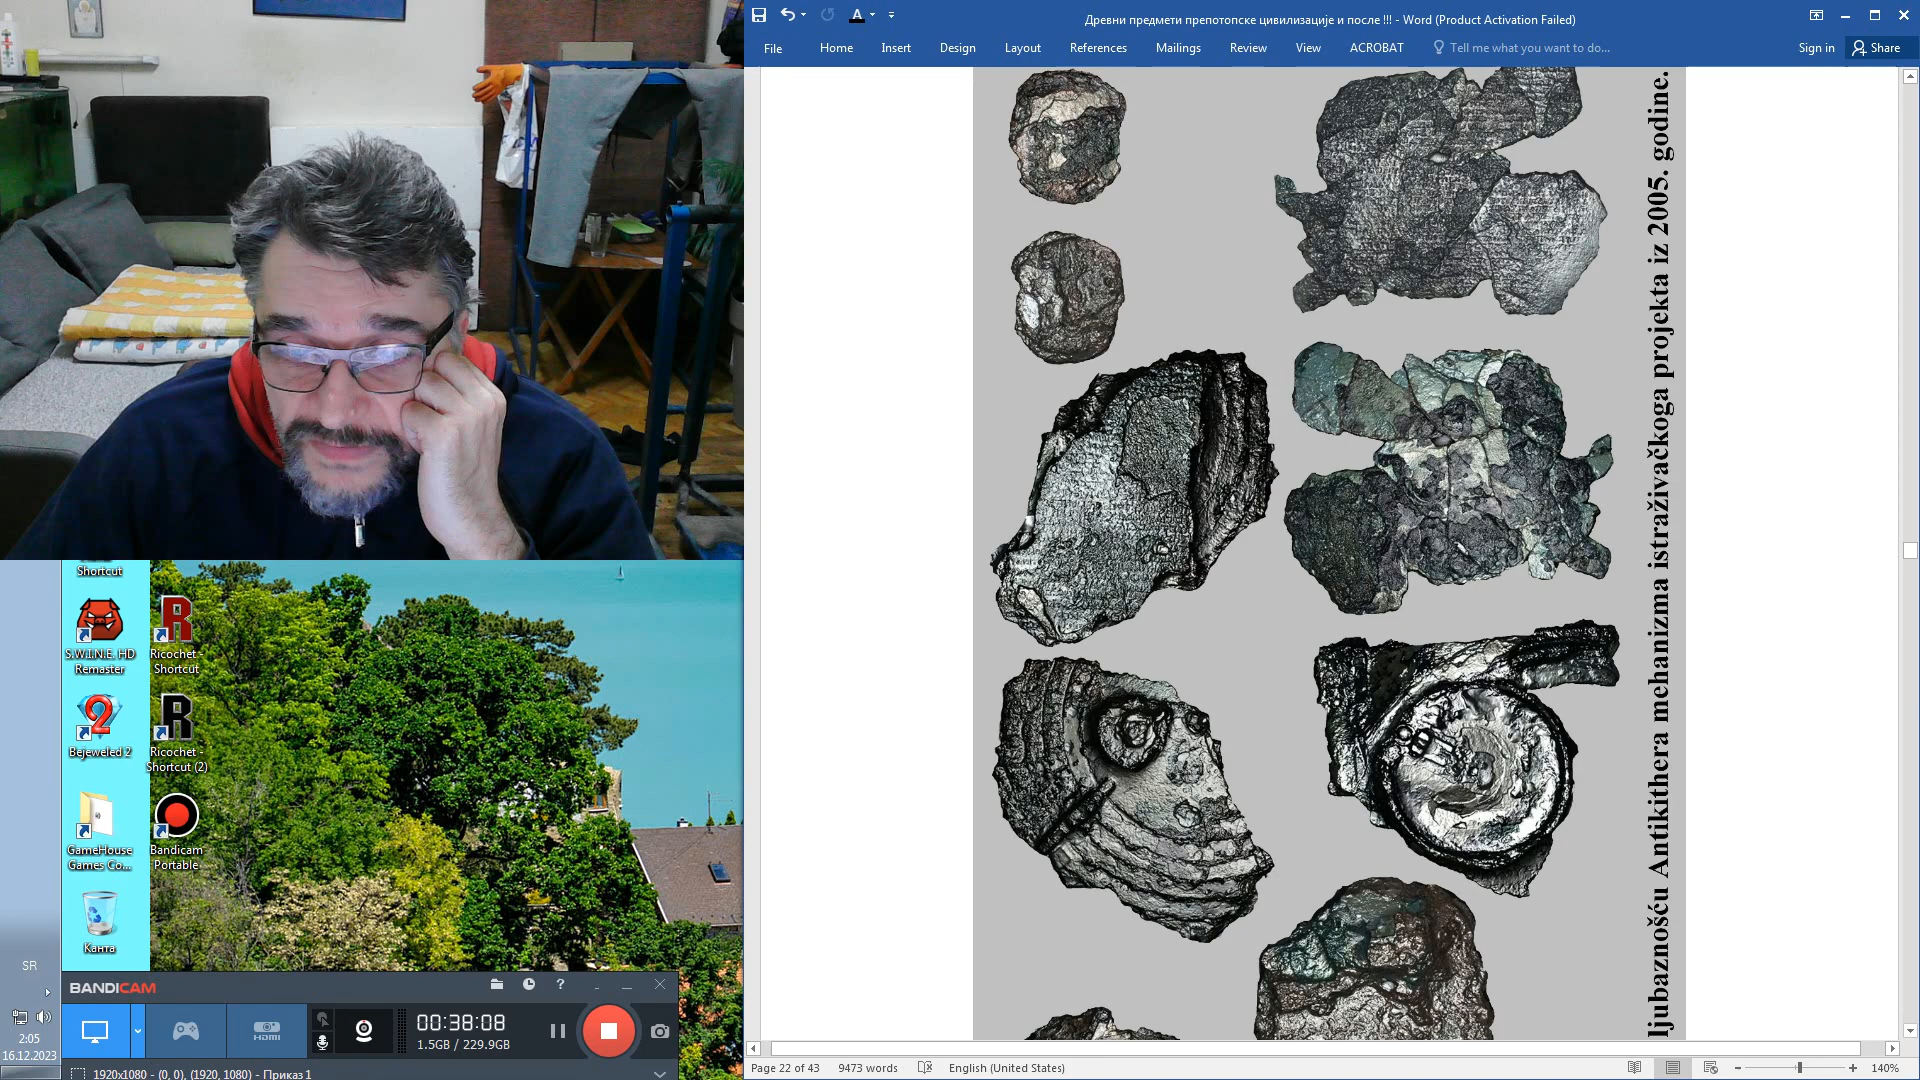 Древни предмети препотопске цивилизације и после !!! - Word (Product Activation Failed)
File
Home
Insert
Design
Layout
References
Mailings
Review
View
ACROBAT
Tell me what you want to do...
Sign in
Share
ljubaznošću Antikithera mehanizma istraživačkoga projekta iz 2005. godine.
Shortcut
S.W.I.N.E. HD
Remaster
Ricochet -
Shortcut
Bejeweled 2
Ricochet -
Shortcut (2)
GameHouse
Games Co...
Bandicam
Portable
Канта
SR
2:05
16.12.2023
BANDICAM
HDMI
00:38:08
1.5GB / 229.9GB
1920x1080 - (0, 0), (1920, 1080) - Приказ 1
Page 22 of 43
9473 words
English (United States)
140%